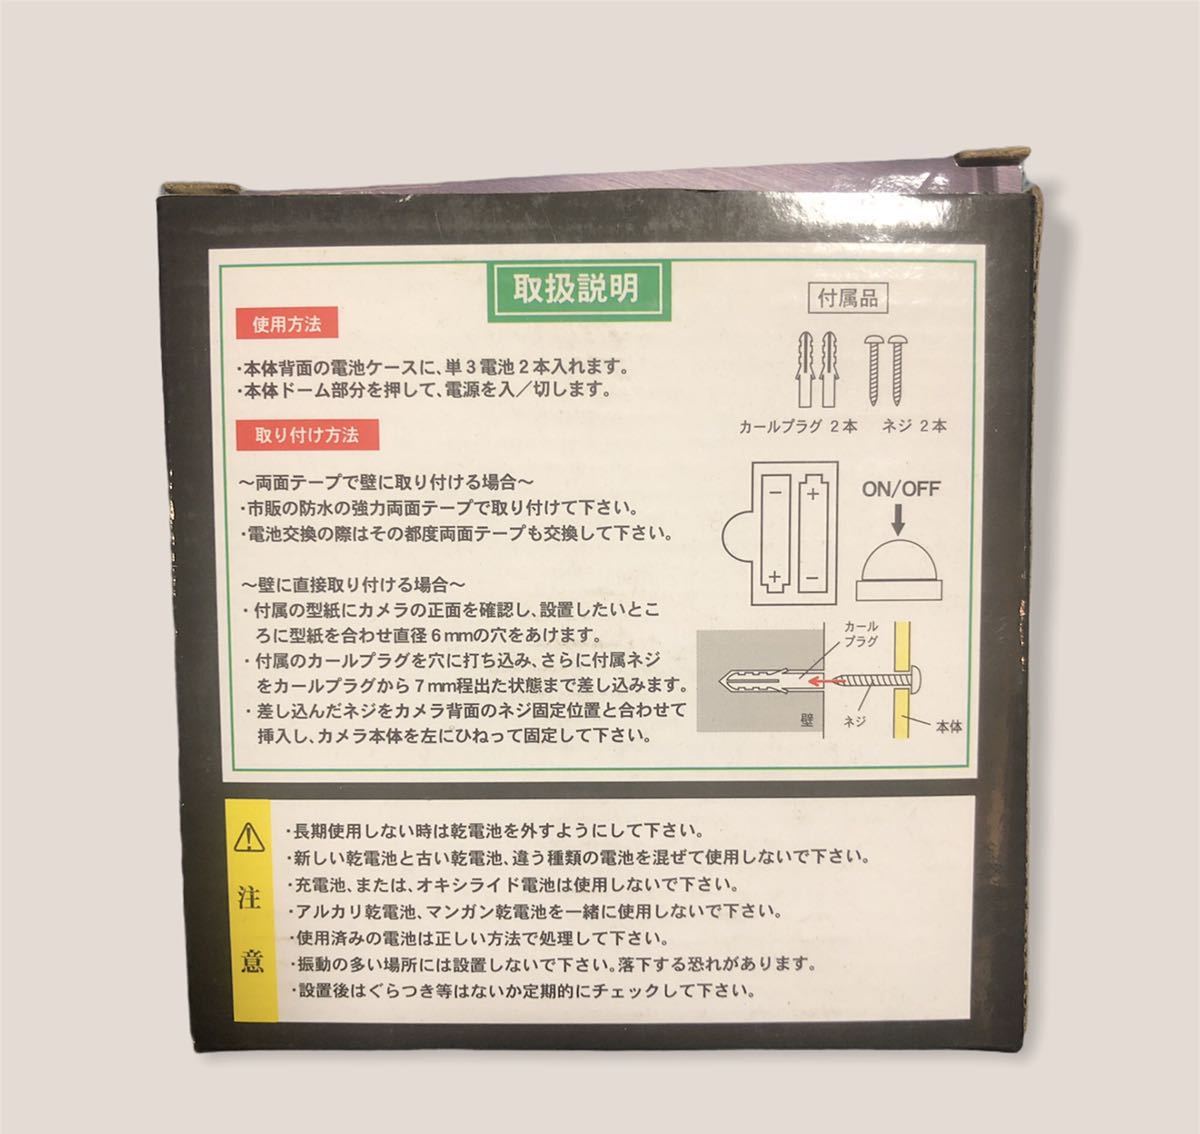 取扱説明
使用方法
・本体背面の電池ケースに、単３電池２本入れます。
・本体ドーム部分を押して、電源を入／切します。
取り付け方法
〜両面テープで壁に取り付ける場合〜
・市販の防水の強力両面テープで取り付けて下さい。
・電池交換の際はその都度両面テープも交換して下さい。
〜壁に直接取り付ける場合〜
・付属の型紙にカメラの正面を確認し、設置したいとこ
ろに型紙を合わせ直径６mmの穴をあけます。
・付属のカールプラグを穴に打ち込み、さらに付属ネジ
をカールプラグから７mm程出た状態まで差し込みます。
・差し込んだネジをカメラ背面のネジ固定位置と合わせて
挿入し、カメラ本体を左にひねって固定して下さい。
付属品
カールプラグ ２本 ネジ ２本
− ＋
＋ −
ON/OFF
カール
プラグ
壁 ネジ 本体
注意
・長期使用しない時は乾電池を外すようにして下さい。
・新しい乾電池と古い乾電池、違う種類の電池を混ぜて使用しないで下さい。
・充電池、または、オキシライド電池は使用しないで下さい。
・アルカリ乾電池、マンガン乾電池を一緒に使用しないで下さい。
・使用済みの電池は正しい方法で処理して下さい。
・振動の多い場所には設置しないで下さい。落下する恐れがあります。
・設置後はぐらつき等はないか定期的にチェックして下さい。